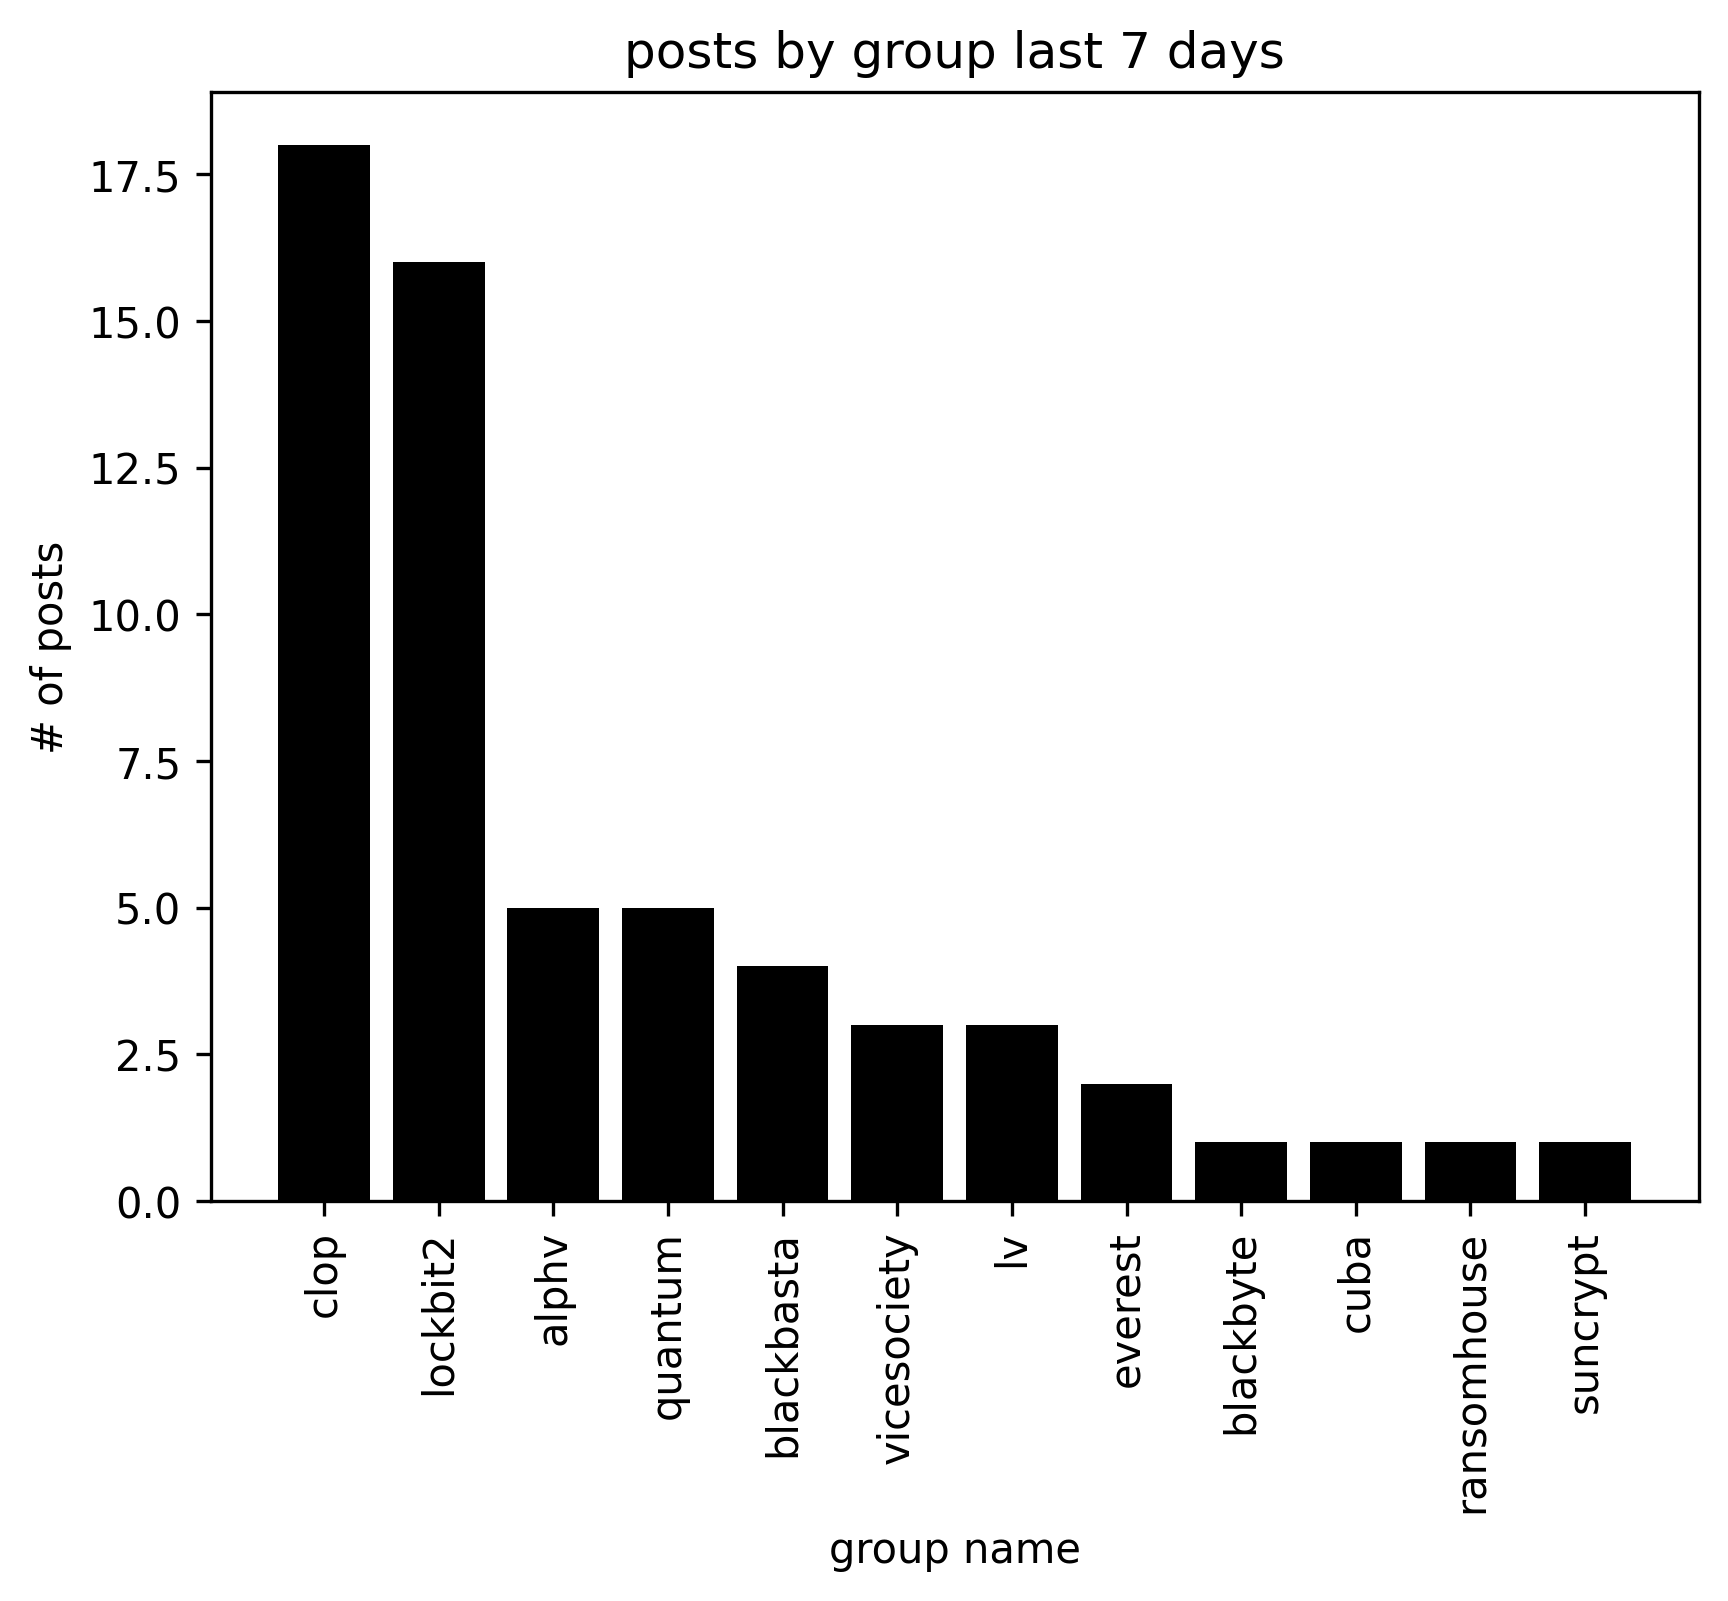 posts by group last 7 days
# of posts
17.5
15.0
12.5
10.0
7.5
5.0
2.5
0.0
clop
lockbit2
alphv
quantum
blackbasta
vicesociety
lv
everest
blackbyte
cuba
ransomhouse
suncrypt
group name